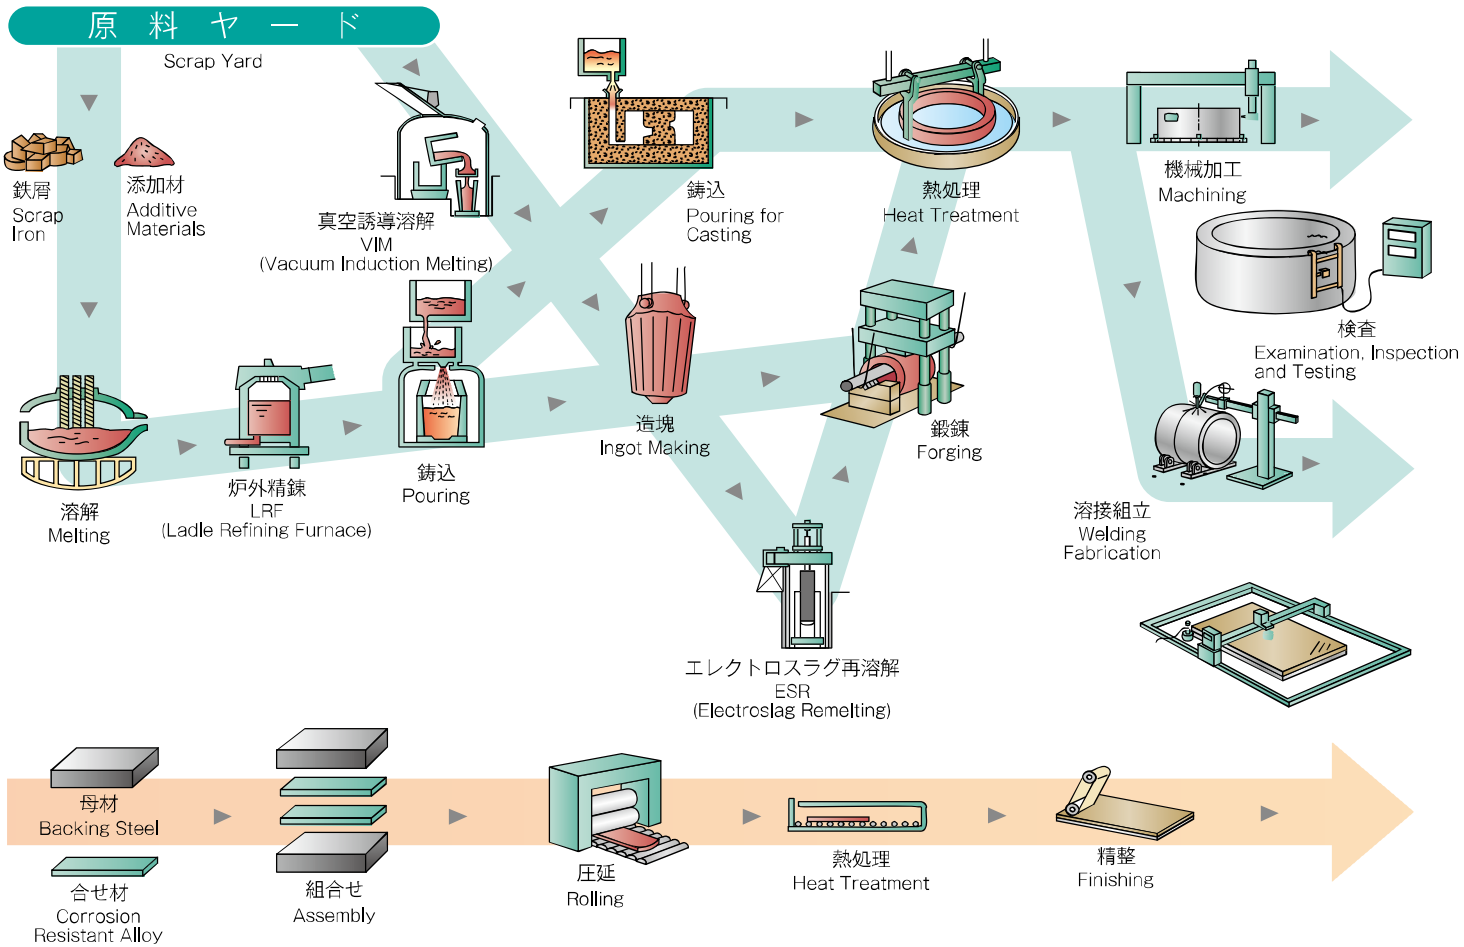 原料ヤード
Scrap Yard
鉄屑
Scrap
Iron
添加材
Additive
Materials
真空誘導溶解
VIM
(Vacuum Induction Melting)
鋳込
Pouring for
Casting
熱処理
Heat Treatment
機械加工
Machining
検査
Examination, Inspection
and Testing
溶解
Melting
炉外精錬
LRF
(Ladle Refining Furnace)
鋳込
Pouring
造塊
Ingot Making
鍛錬
Forging
溶接組立
Welding
Fabrication
エレクトロスラグ再溶解
ESR
(Electroslag Remelting)
母材
Backing Steel
合せ材
Corrosion
Resistant Alloy
組合せ
Assembly
圧延
Rolling
熱処理
Heat Treatment
精整
Finishing